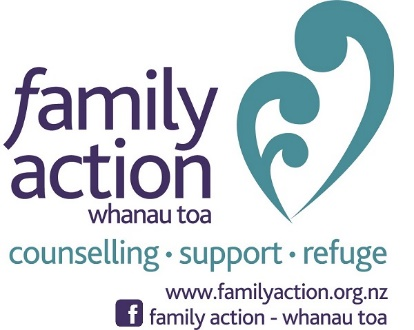 family
action
whanau toa
counselling · support · refuge
www.familyaction.org.nz
f family action - whanau toa